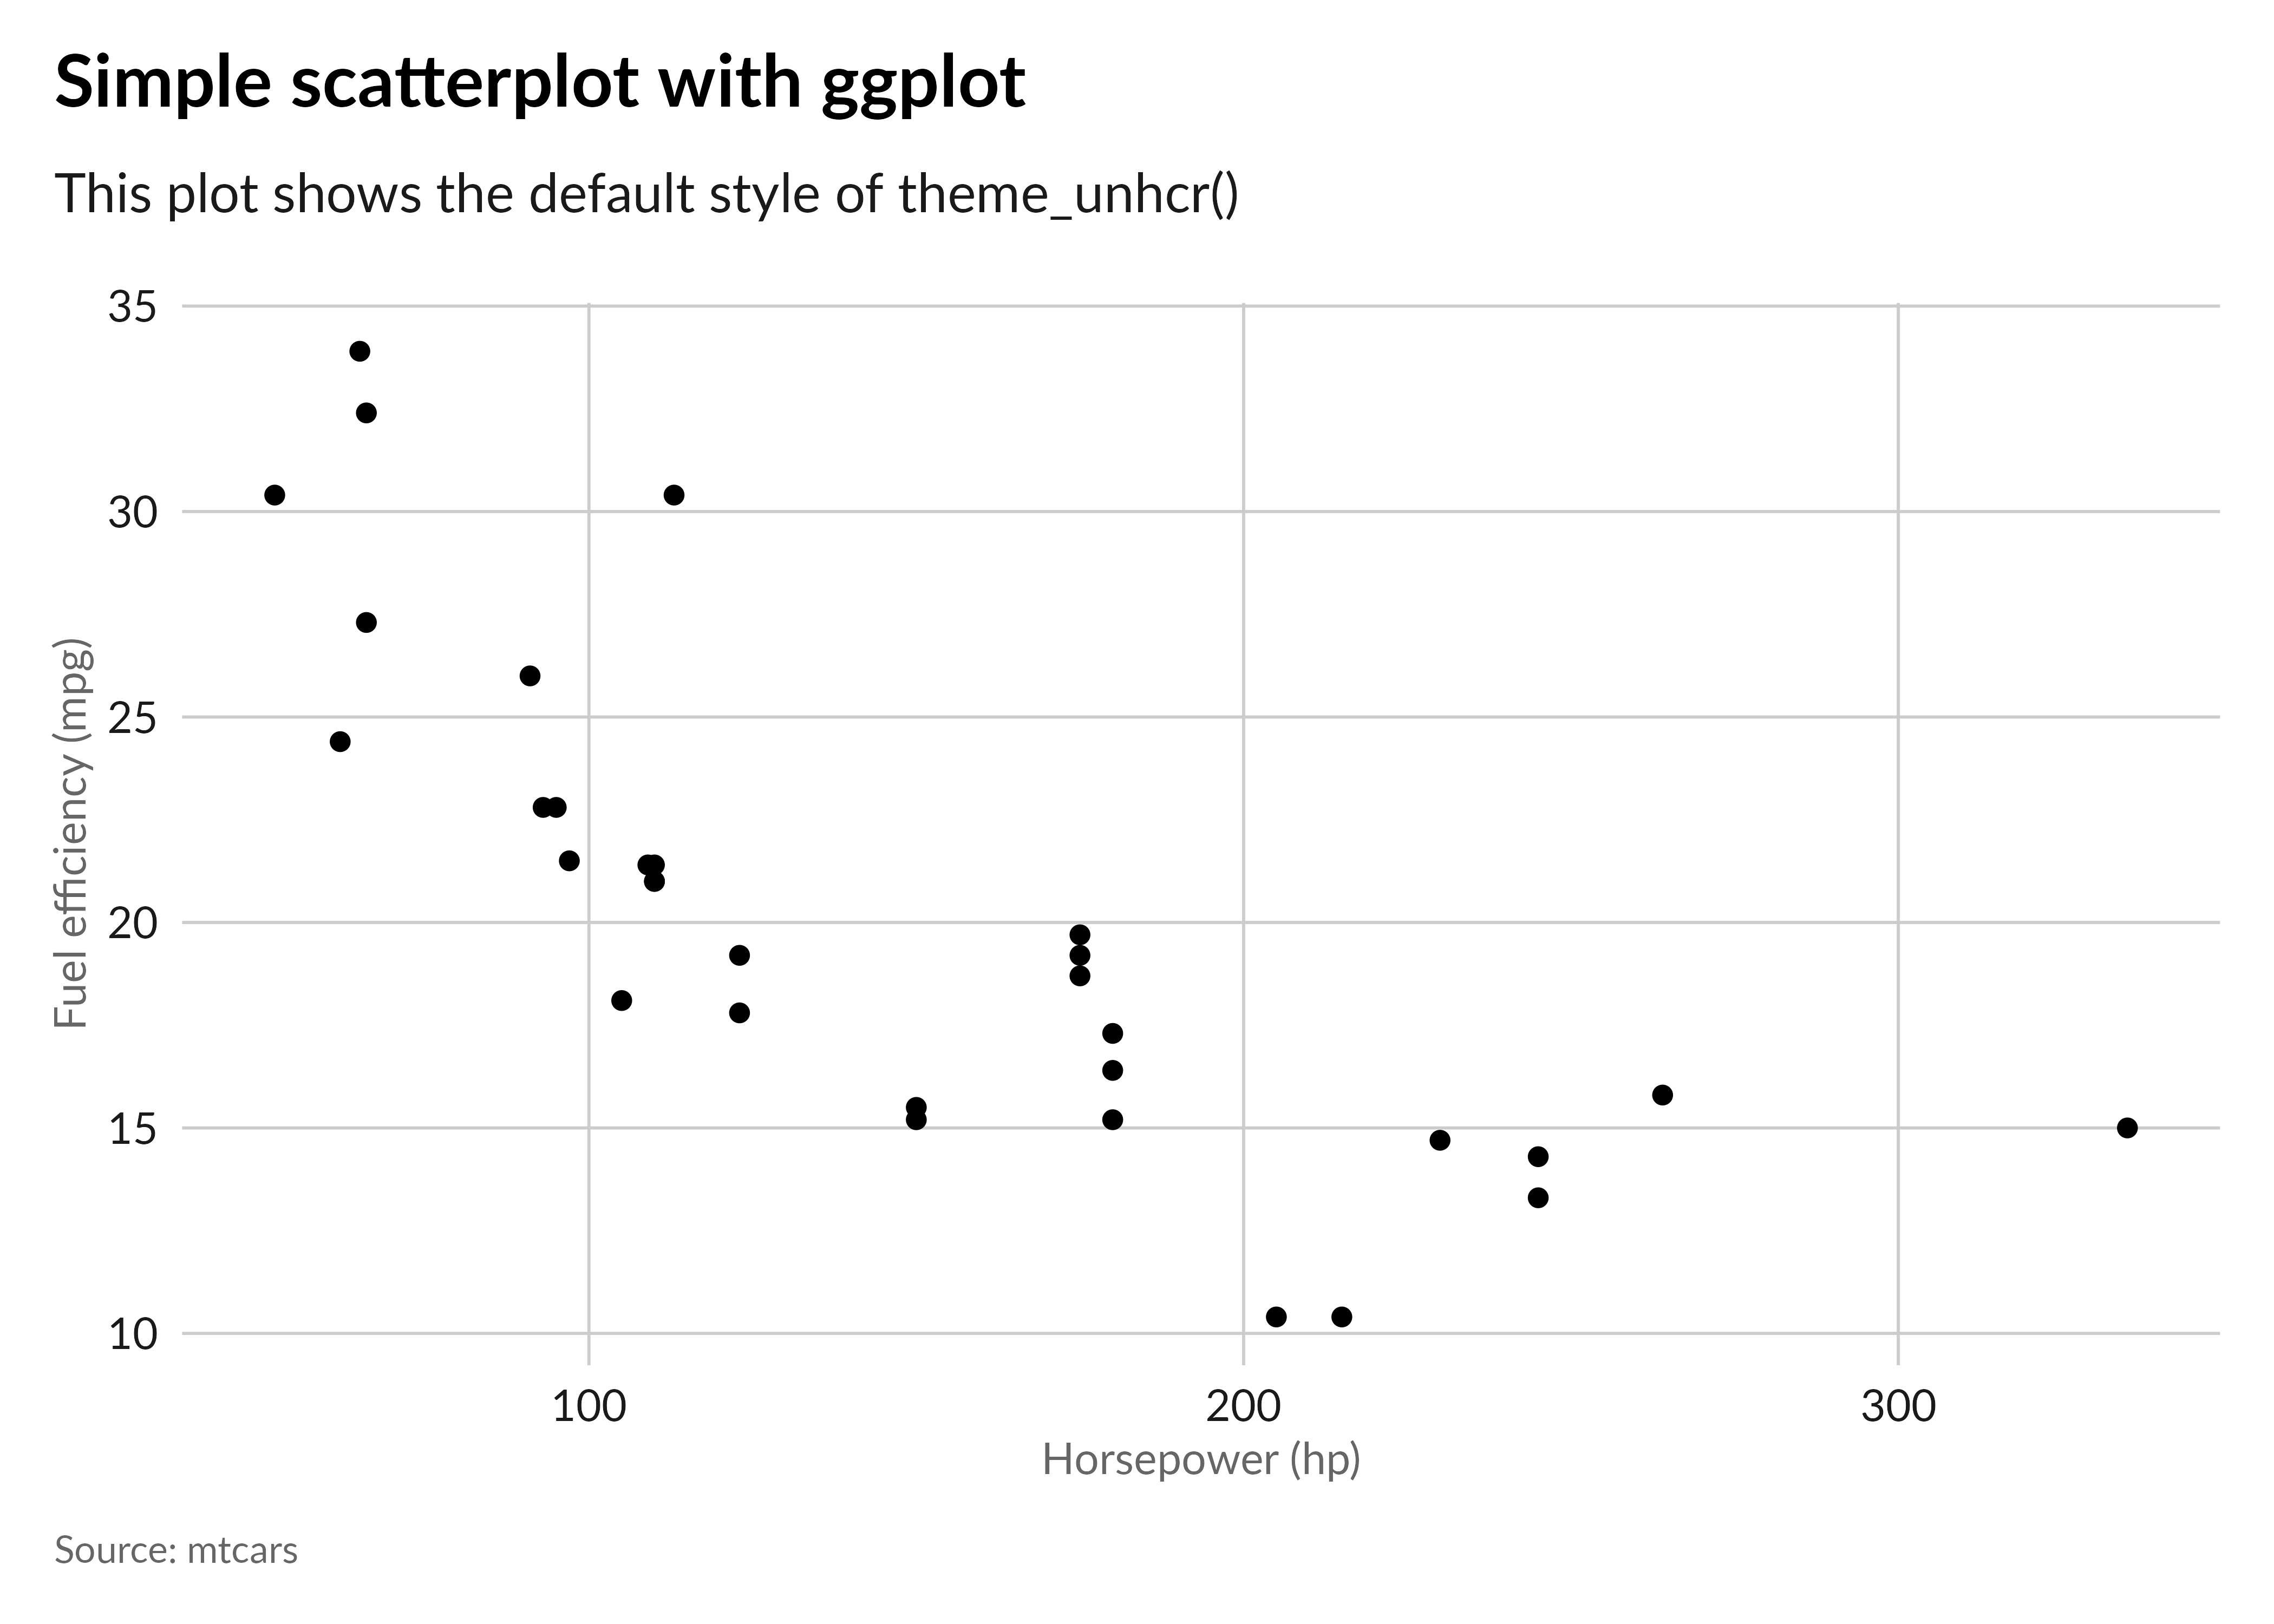 Simple scatterplot with ggplot
This plot shows the default style of theme_unhcr()
35
30
25
20
15
10
Fuel efficiency (mpg)
100 200 300
Horsepower (hp)
Source: mtcars